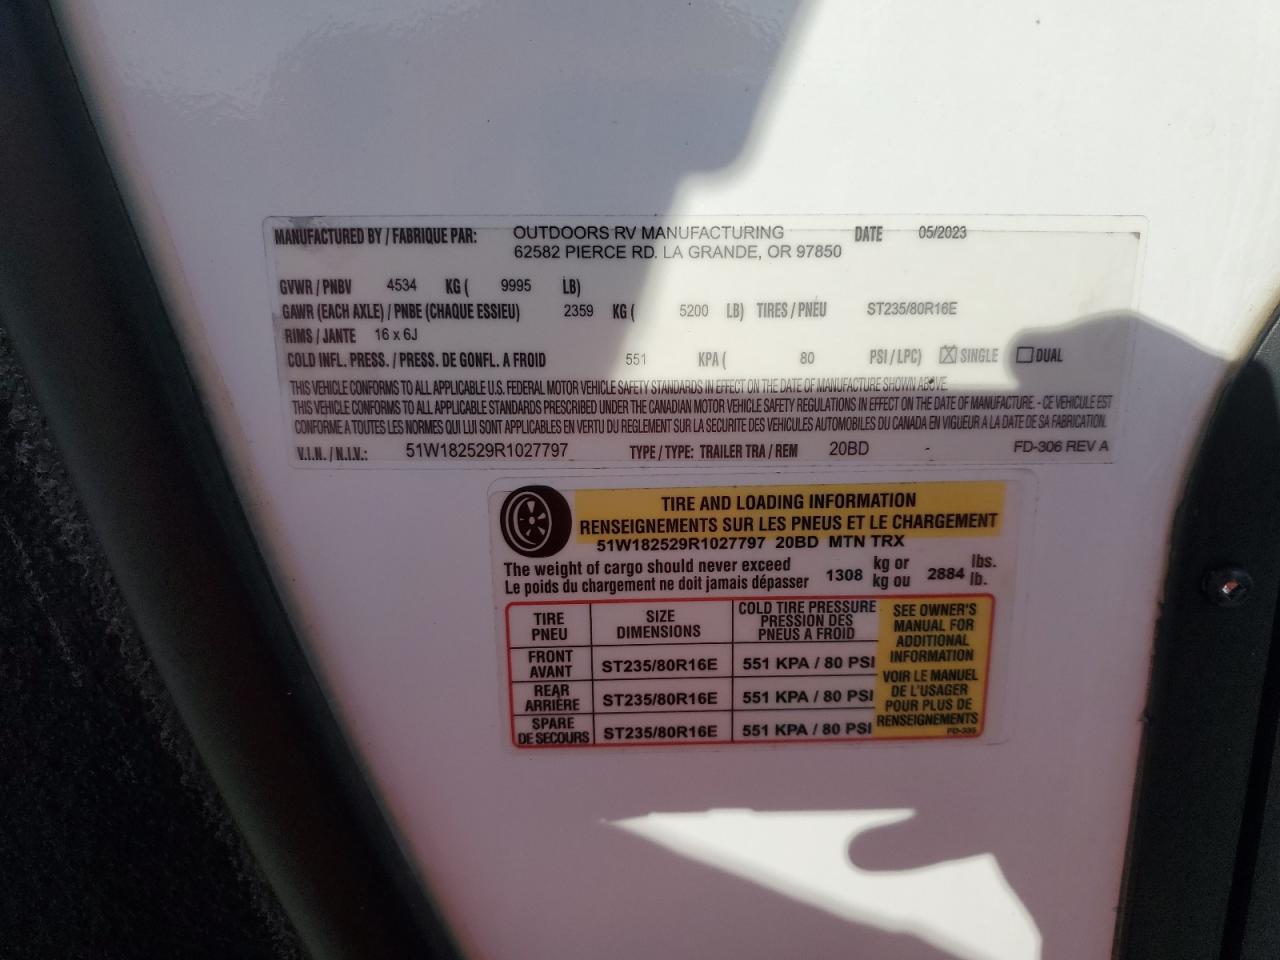 MANUFACTURED BY / FABRIQUE PAR: OUTDOORS RV MANUFACTURING DATE 05/2023
62582 PIERCE RD. LA GRANDE, OR 97850
GVWR / PNBV 4534 KG ( 9995 LB)
GAWR (EACH AXLE) / PNBE (CHAQUE ESSIEU) 2359 KG ( 5200 LB) TIRES / PNEU ST235/80R16E
RIMS / JANTE 16 x 6J
COLD INFL. PRESS. / PRESS. DE GONFL. A FROID 551 KPA ( 80 PSI / LPC) ☒ SINGLE ☐ DUAL
THIS VEHICLE CONFORMS TO ALL APPLICABLE U.S. FEDERAL MOTOR VEHICLE SAFETY STANDARDS IN EFFECT ON THE DATE OF MANUFACTURE SHOWN ABOVE.
THIS VEHICLE CONFORMS TO ALL APPLICABLE STANDARDS PRESCRIBED UNDER THE CANADIAN MOTOR VEHICLE SAFETY REGULATIONS IN EFFECT ON THE DATE OF MANUFACTURE. - CE VEHICULE EST
CONFORME A TOUTES LES NORMES QUI LUI SONT APPLICABLES EN VERTU DU REGLEMENT SUR LA SECURITE DES VEHICULES AUTOMOBILES DU CANADA EN VIGUEUR A LA DATE DE SA FABRICATION.
V.I.N. / N.I.V.: 51W182529R1027797 TYPE / TYPE: TRAILER TRA / REM 20BD - FD-306 REV A
TIRE AND LOADING INFORMATION
RENSEIGNEMENTS SUR LES PNEUS ET LE CHARGEMENT
51W182529R1027797 20BD MTN TRX
The weight of cargo should never exceed 1308 kg or 2884 lbs.
Le poids du chargement ne doit jamais dépasser kg ou lb.
TIRE PNEU SIZE DIMENSIONS COLD TIRE PRESSURE PRESSION DES PNEUS A FROID
FRONT AVANT ST235/80R16E 551 KPA / 80 PSI
REAR ARRIÈRE ST235/80R16E 551 KPA / 80 PSI
SPARE DE SECOURS ST235/80R16E 551 KPA / 80 PSI
SEE OWNER'S
MANUAL FOR
ADDITIONAL
INFORMATION
VOIR LE MANUEL
DE L'USAGER
POUR PLUS DE
RENSEIGNEMENTS
FD-335